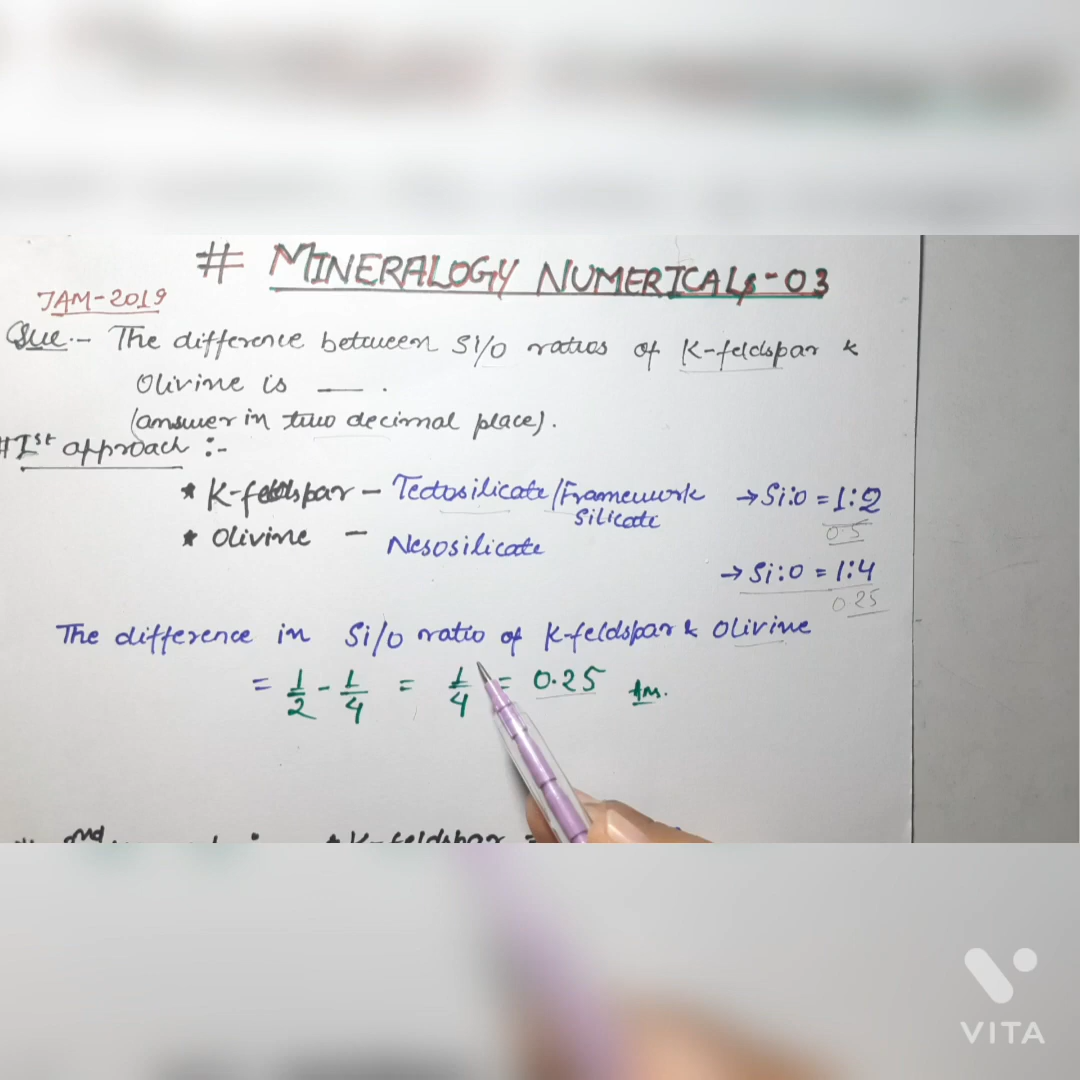 # MINERALOGY NUMERICALS-03
JAM-2019
Que:- The difference between Si/O ratios of K-feldspar &
Olivine is ___ .
(answer in two decimal place).
# Ist approach :-
* K-feldspar - Tectosilicate/Framework silicate → Si:O = 1:2
0.5
* Olivine - Nesosilicate
→ Si:O = 1:4
0.25
The difference in Si/O ratio of K-feldspar & Olivine
= 1/2 - 1/4 = 1/4 = 0.25 Ans.
* K-feldspar =
VITA